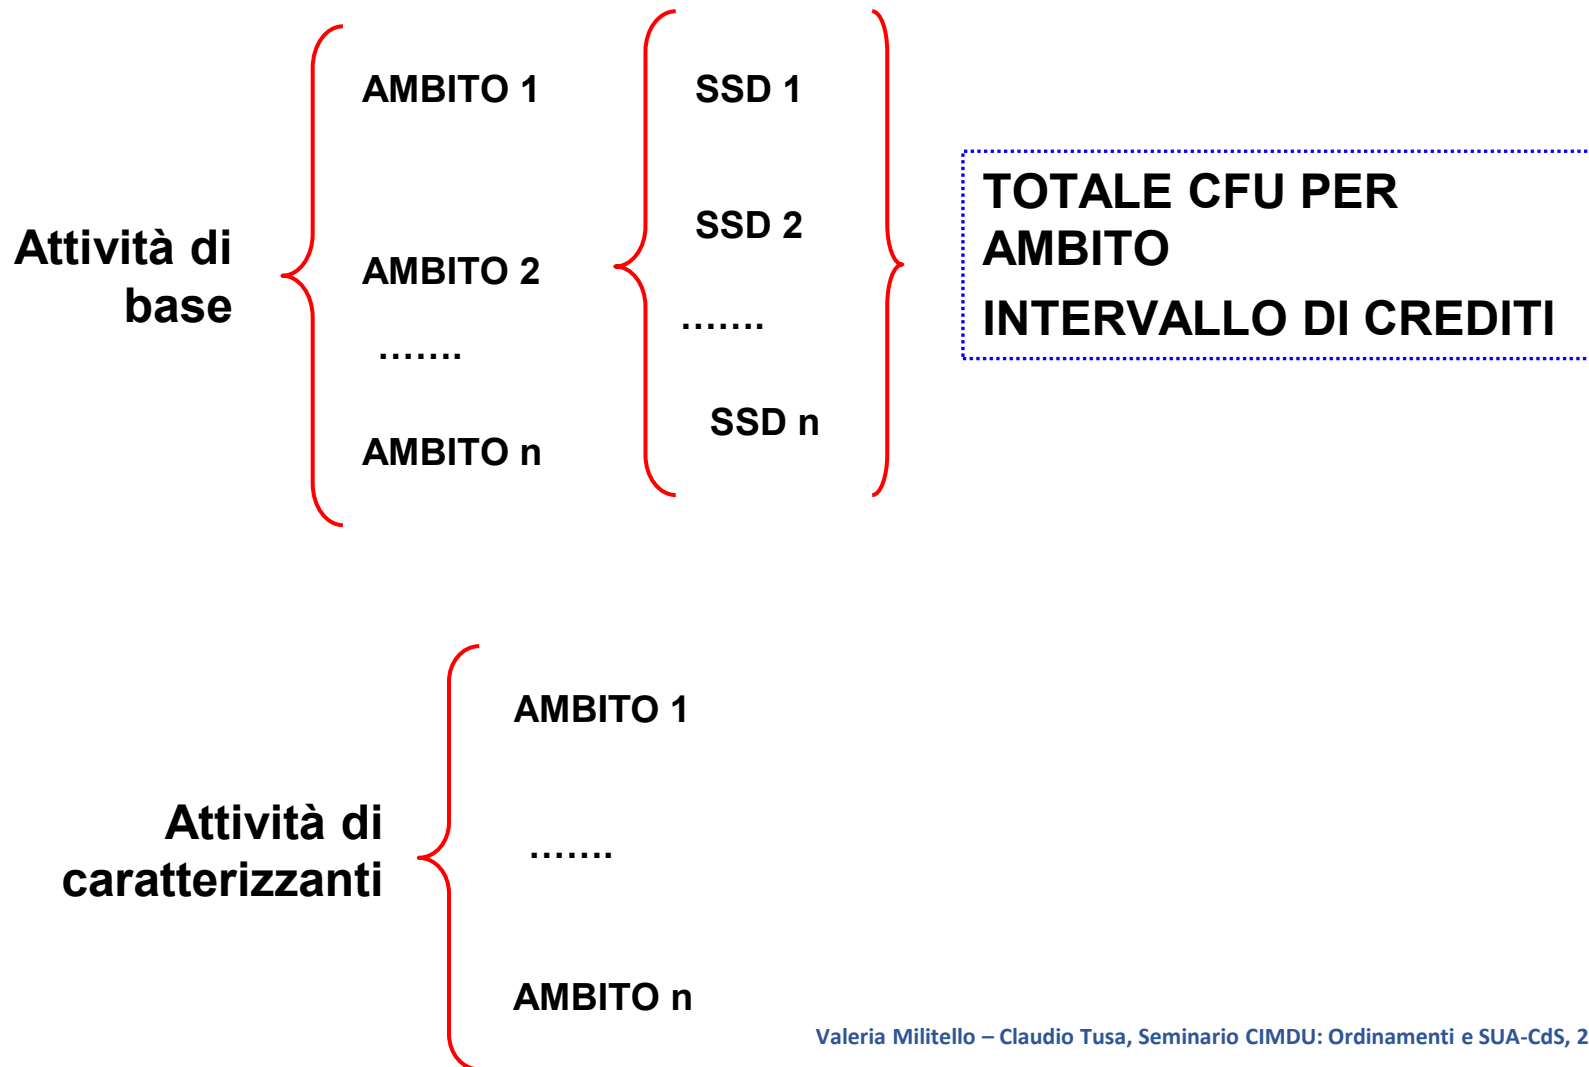 Attività di
base
AMBITO 1
AMBITO 2
.......
AMBITO n
SSD 1
SSD 2
.......
SSD n
TOTALE CFU PER
AMBITO
INTERVALLO DI CREDITI
Attività di
caratterizzanti
AMBITO 1
.......
AMBITO n
Valeria Militello – Claudio Tusa, Seminario CIMDU: Ordinamenti e SUA-CdS, 2